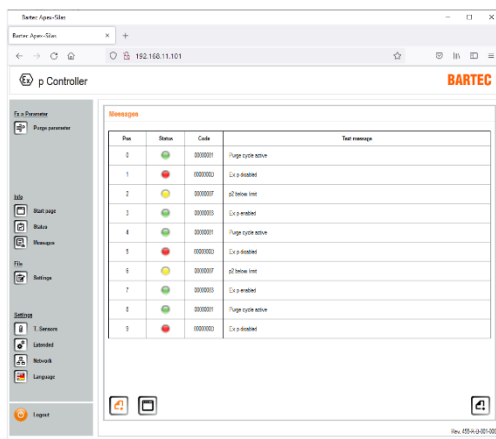 Bartec Apex-Silas
Bartec Apex-Silas
192.168.11.101
Ex p Controller
BARTEC
Ex p Parameter
Purge parameter
Info
Start page
Status
Messages
File
Settings
Settings
T. Sensors
Extended
Network
Language
Logout
Messages
Pos Status Code Text message
0 00000001 Purge cycle active
1 00000000 Ex p disabled
2 00000007 p2 below limit
3 00000003 Ex p enabled
4 00000001 Purge cycle active
5 00000000 Ex p disabled
6 00000007 p2 below limit
7 00000003 Ex p enabled
8 00000001 Purge cycle active
9 00000000 Ex p disabled